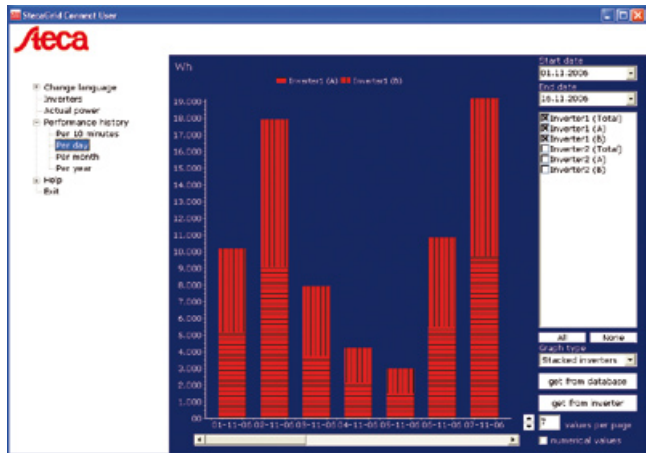 StecaGrid Connect User
Steca
Change language
Inverters
Actual power
Performance history
Per 10 minutes
Per day
Per month
Per year
Help
Exit
Wh
Inverter1 (A) Inverter1 (B)
19.000
18.000
17.000
16.000
15.000
14.000
13.000
12.000
11.000
10.000
9.000
8.000
7.000
6.000
5.000
4.000
3.000
2.000
1.000
00
01-11-06 02-11-06 03-11-06 04-11-06 05-11-06 06-11-06 07-11-06
Start date
01.11.2006
End date
16.11.2006
Inverter1 (Total)
Inverter1 (A)
Inverter1 (B)
Inverter2 (Total)
Inverter2 (A)
Inverter2 (B)
All None
Graph type
Stacked inverters
get from database
get from inverter
7 values per page
numerical values